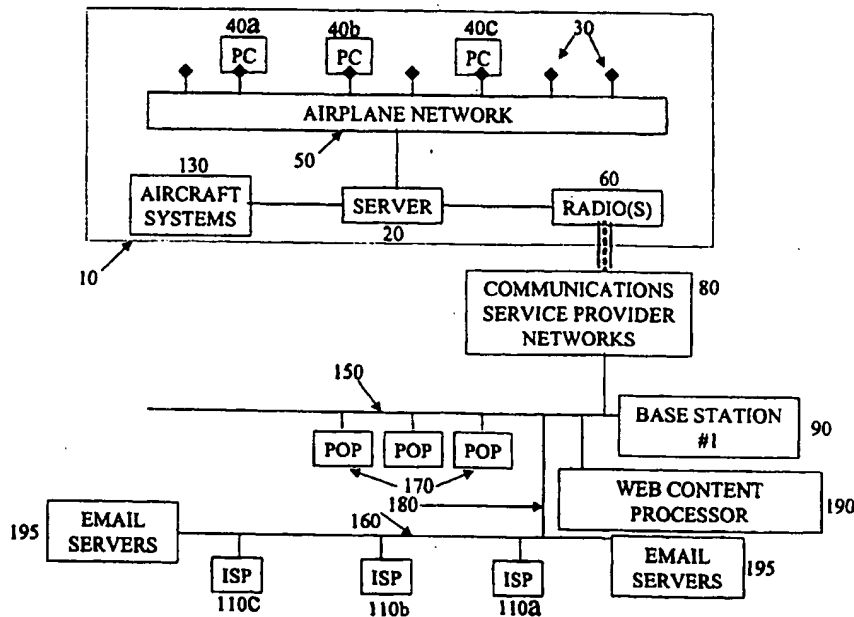 40a 40b 40c 30
PC PC PC
AIRPLANE NETWORK
50
130
AIRCRAFT
SYSTEMS
SERVER
20
60
RADIO(S)
10
COMMUNICATIONS
SERVICE PROVIDER
NETWORKS
80
150
BASE STATION
#1
90
POP POP POP
170
180
WEB CONTENT
PROCESSOR
190
160
195
EMAIL
SERVERS
EMAIL
SERVERS
195
ISP ISP ISP
110c 110b 110a